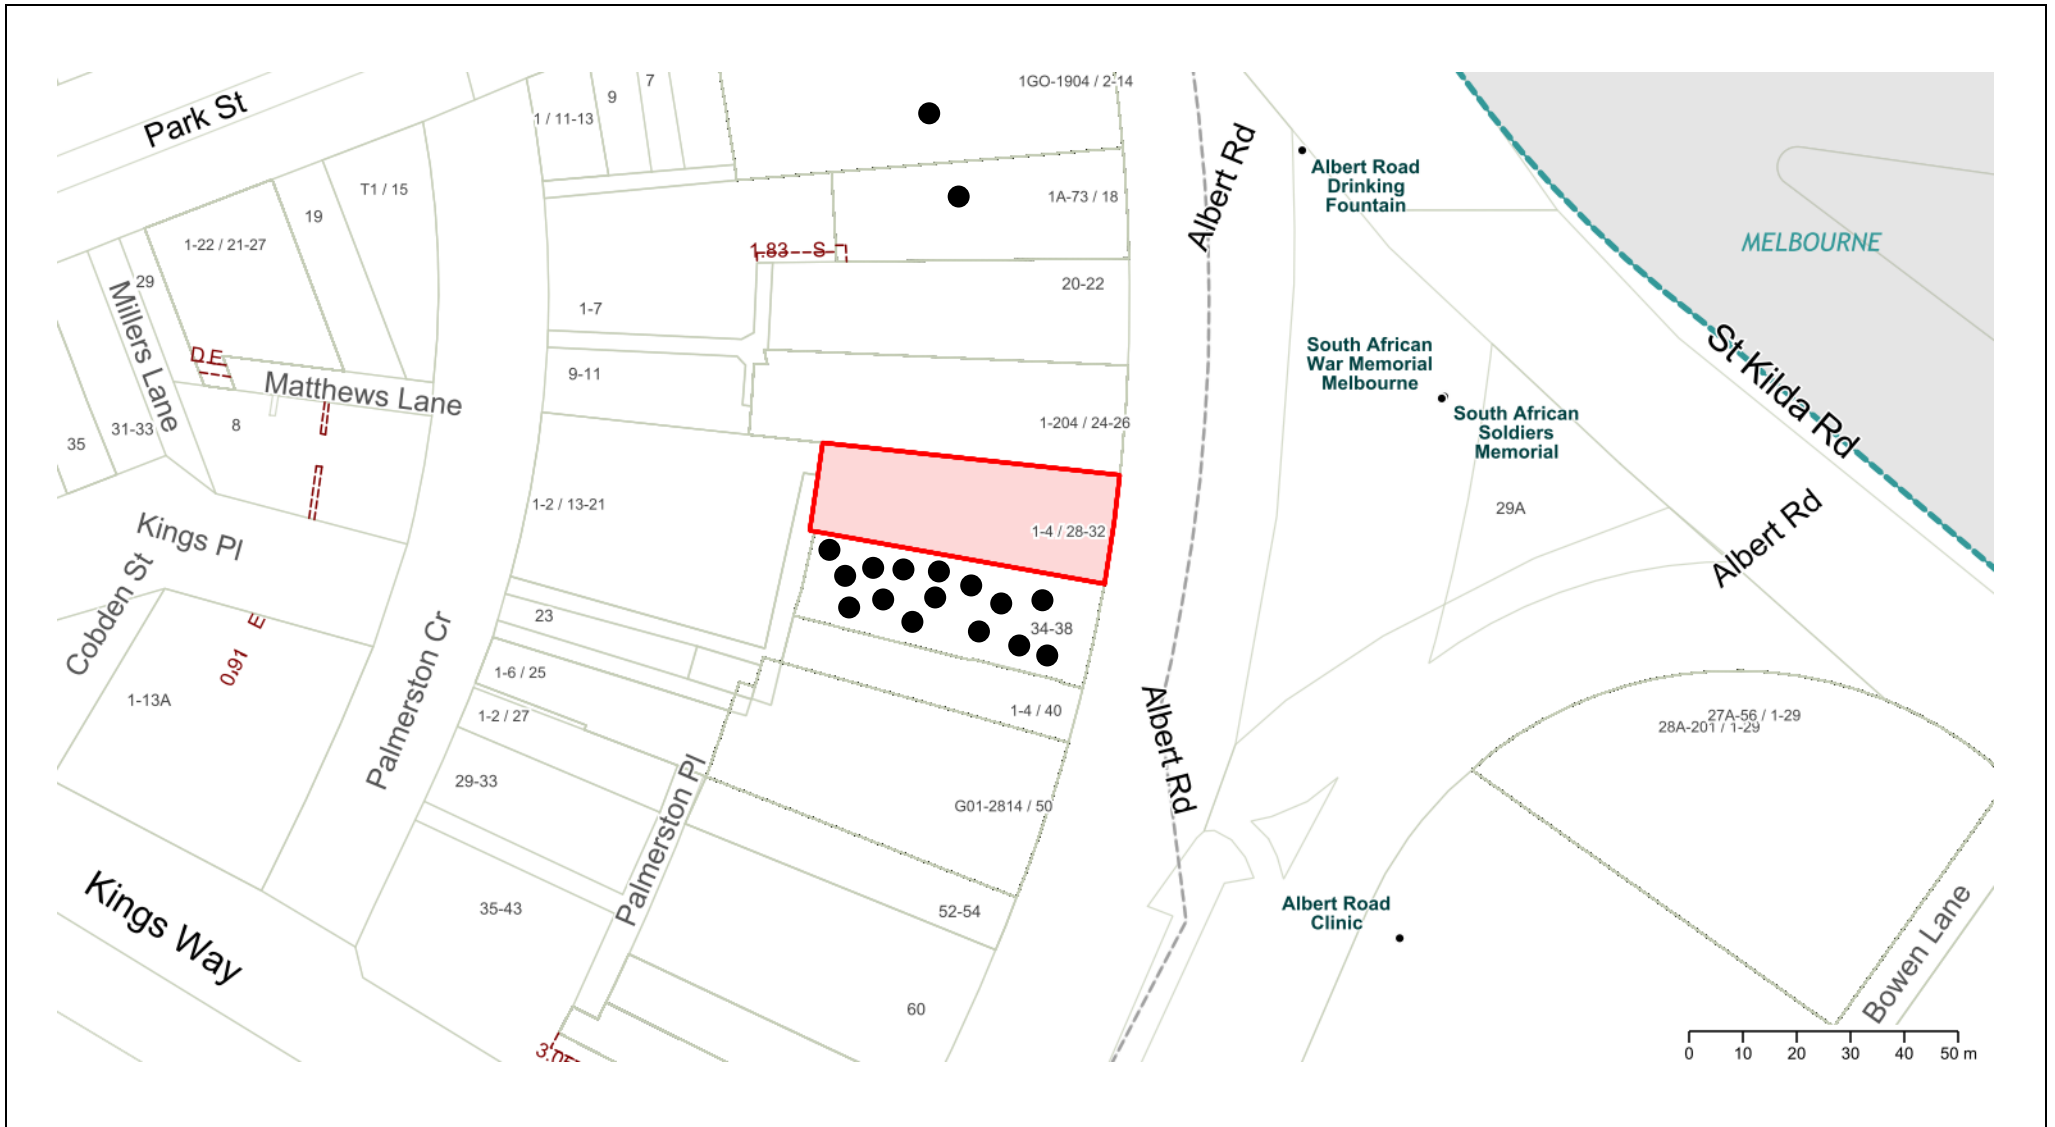 Park St
1 / 11-13
9
7
1GO-1904 / 2-14
T1 / 15
19
1-22 / 21-27
29
Millers Lane
D E
Matthews Lane
31-33
35
8
1A-73 / 18
1.83 S
20-22
1-7
9-11
1-204 / 24-26
Albert Rd
Albert Road
Drinking
Fountain
MELBOURNE
South African
War Memorial
Melbourne
South African
Soldiers
Memorial
St Kilda Rd
29A
Albert Rd
Kings Pl
Cobden St
1-2 / 13-21
1-4 / 28-32
34-38
E
0.91
1-13A
Palmerston Cr
23
1-6 / 25
1-2 / 27
29-33
35-43
Palmerston Pl
1-4 / 40
G01-2814 / 50
52-54
60
Albert Rd
27A-56 / 1-29
28A-201 / 1-29
Albert Road
Clinic
Bowen Lane
Kings Way
0 10 20 30 40 50 m